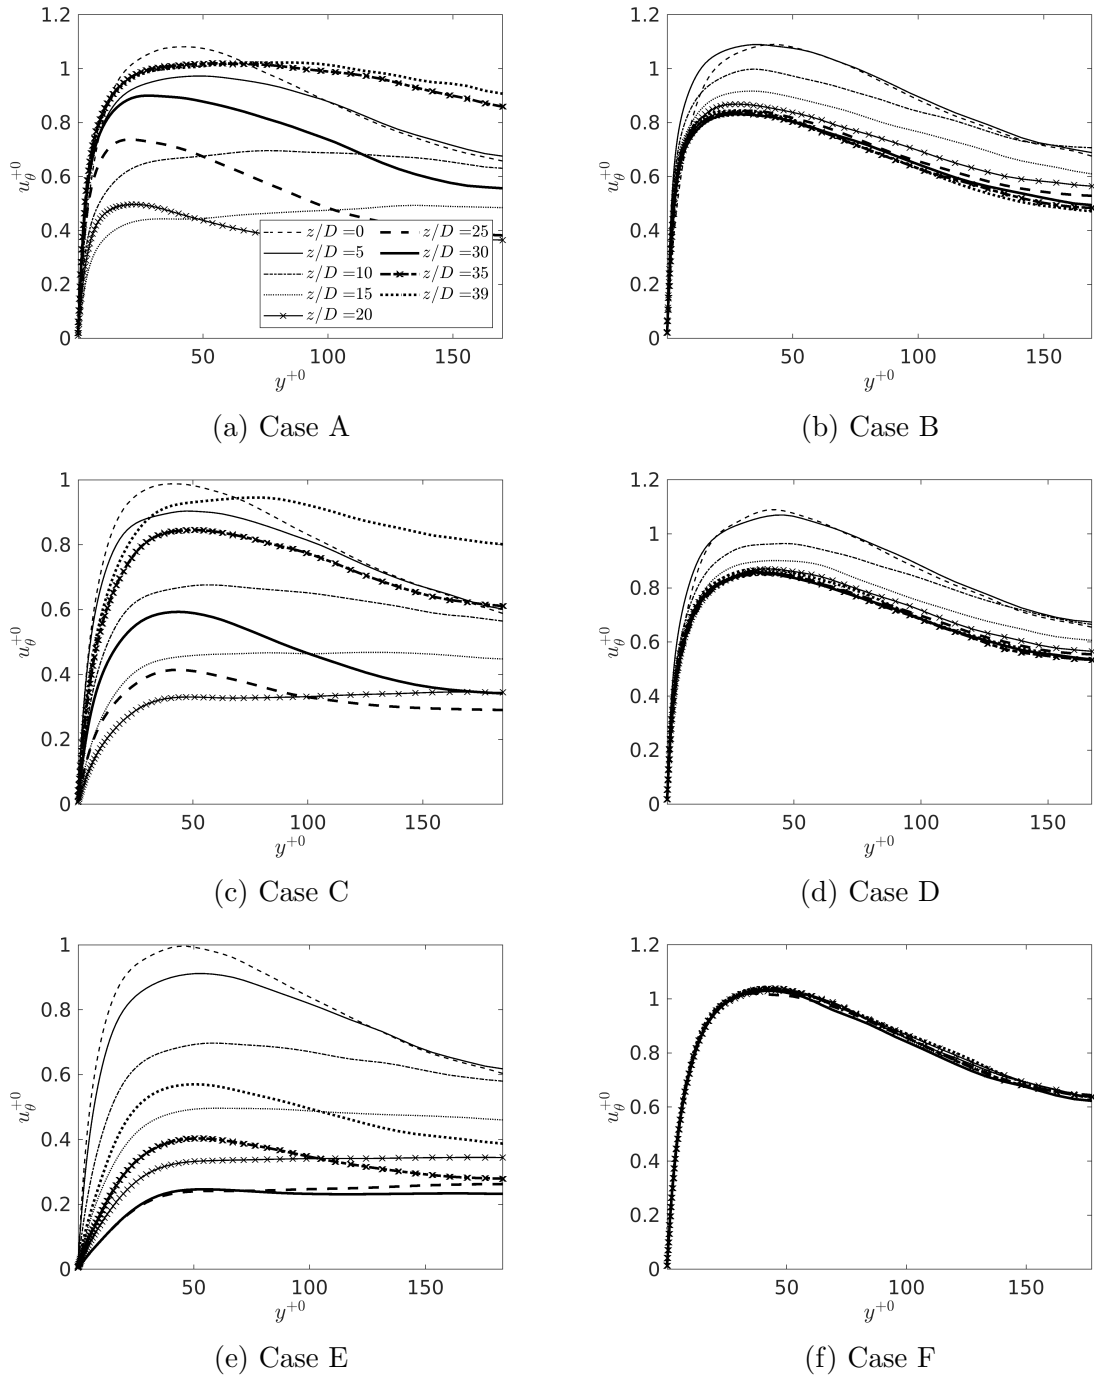 1.2
1
0.8
0.6
0.4
0.2
0
50
100
150
u_θ^{+0}
y^{+0}
z/D =0
z/D =5
z/D =10
z/D =15
z/D =20
z/D =25
z/D =30
z/D =35
z/D =39
(a) Case A
1.2
1
0.8
0.6
0.4
0.2
0
50
100
150
u_θ^{+0}
y^{+0}
(b) Case B
1
0.8
0.6
0.4
0.2
0
50
100
150
u_θ^{+0}
y^{+0}
(c) Case C
1.2
1
0.8
0.6
0.4
0.2
0
50
100
150
u_θ^{+0}
y^{+0}
(d) Case D
1
0.8
0.6
0.4
0.2
0
50
100
150
u_θ^{+0}
y^{+0}
(e) Case E
1.2
1
0.8
0.6
0.4
0.2
0
50
100
150
u_θ^{+0}
y^{+0}
(f) Case F